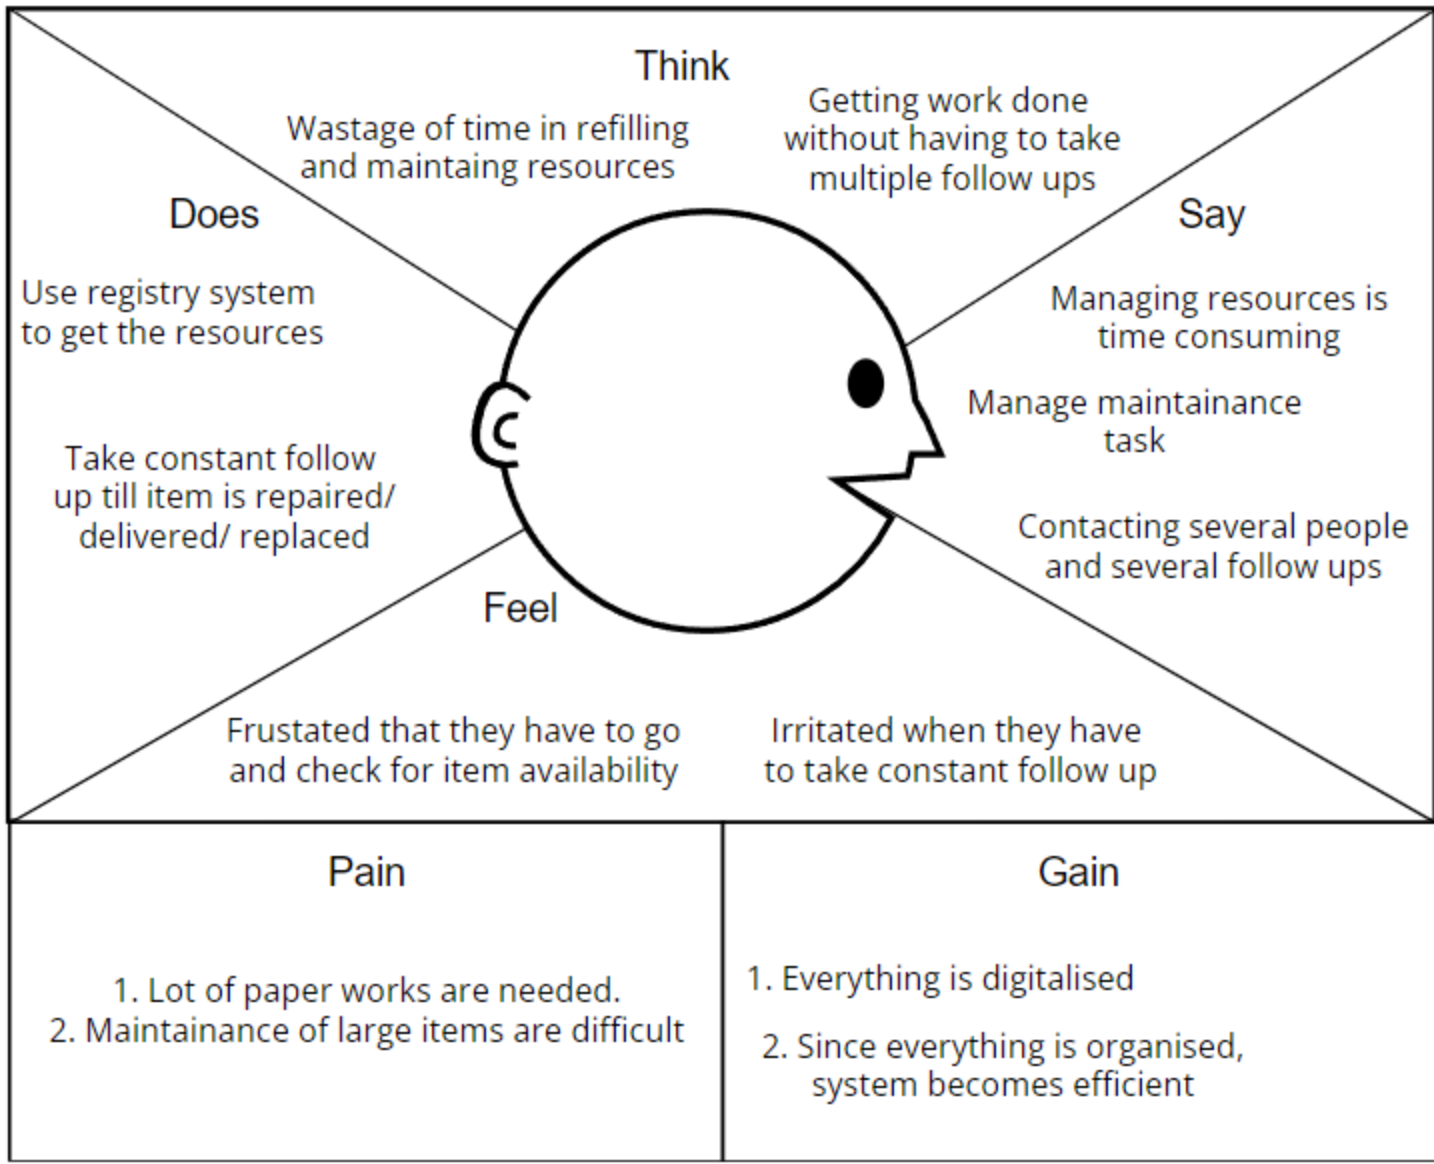 Think
Wastage of time in refilling
and maintaing resources
Getting work done
without having to take
multiple follow ups
Does
Use registry system
to get the resources
Take constant follow
up till item is repaired/
delivered/ replaced
Say
Managing resources is
time consuming
Manage maintainance
task
Contacting several people
and several follow ups
Feel
Frustated that they have to go
and check for item availability
Irritated when they have
to take constant follow up
Pain
1. Lot of paper works are needed.
2. Maintainance of large items are difficult
Gain
1. Everything is digitalised
2. Since everything is organised,
system becomes efficient